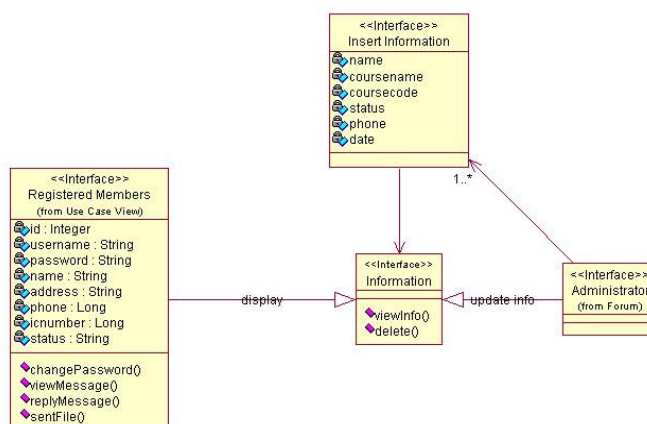 <<Interface>>
Insert Information
name
coursename
coursecode
status
phone
date
1..*
<<Interface>>
Registered Members
(from Use Case View)
id : Integer
username : String
password : String
name : String
address : String
phone : Long
icnumber : Long
status : String
changePassword()
viewMessage()
replyMessage()
sentFile()
display
<<Interface>>
Information
viewInfo()
delete()
update info
<<Interface>>
Administrator
(from Forum)